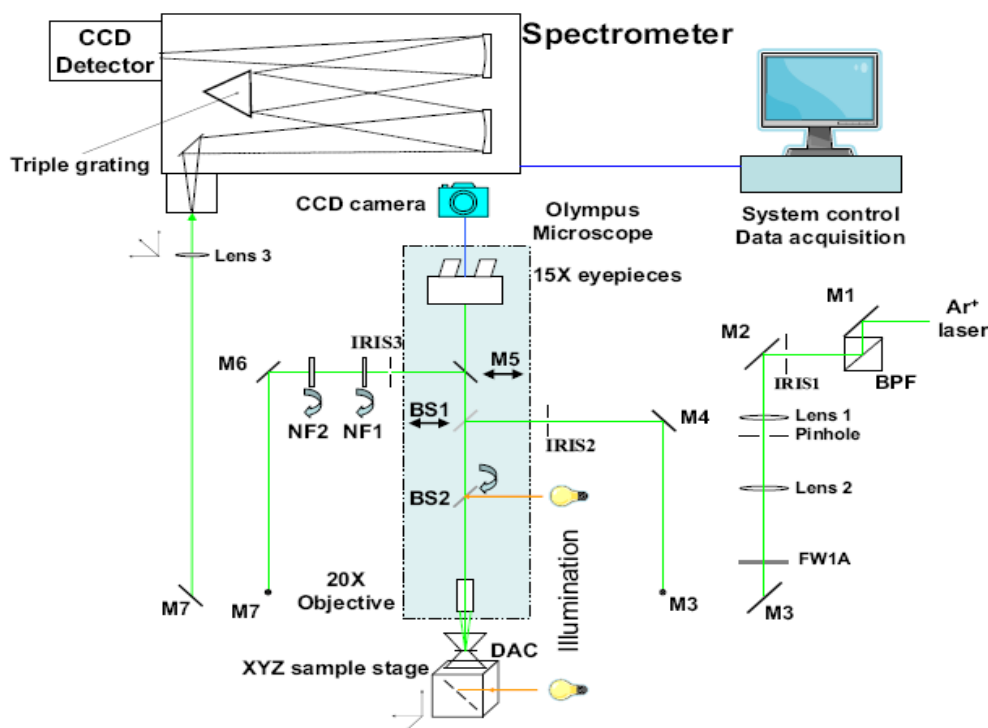 CCD
Detector
Spectrometer
Triple grating
CCD camera
Olympus
Microscope
System control
Data acquisition
Lens 3
15X eyepieces
M1
Ar+
laser
M2
IRIS1
BPF
M6
IRIS3
M5
NF2
NF1
BS1
IRIS2
M4
Lens 1
Pinhole
BS2
Lens 2
Illumination
FW1A
20X
Objective
M7
M7
M3
M3
DAC
XYZ sample stage